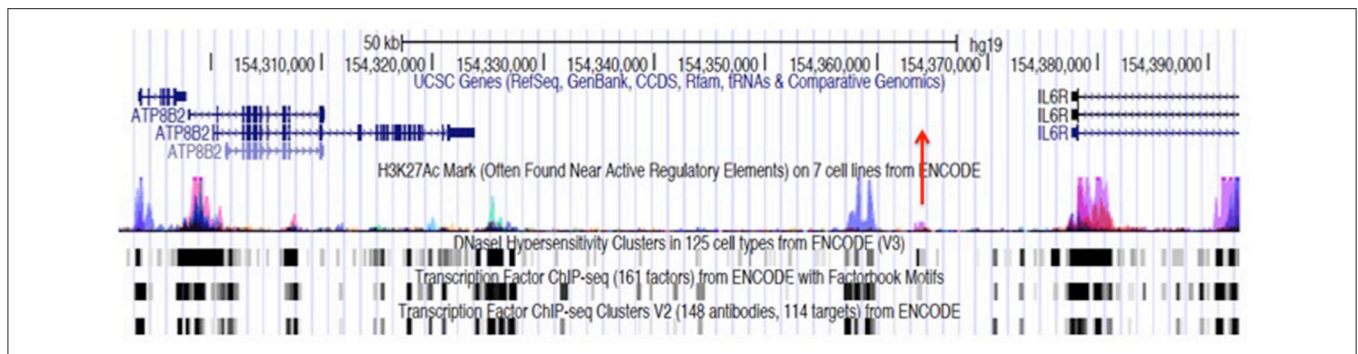 50 kb hg19
154,310,000 154,320,000 154,330,000 154,340,000 154,350,000 154,360,000 154,370,000 154,380,000 154,390,000
UCSC Genes (RefSeq, GenBank, CCDS, Rfam, tRNAs & Comparative Genomics)
ATP8B2 IL6R
ATP8B2 IL6R
ATP8B2 IL6R
H3K27Ac Mark (Often Found Near Active Regulatory Elements) on 7 cell lines from ENCODE
DNaseI Hypersensitivity Clusters in 125 cell types from ENCODE (V3)
Transcription Factor ChIP-seq (161 factors) from ENCODE with Factorbook Motifs
Transcription Factor ChIP-seq Clusters V2 (148 antibodies, 114 targets) from ENCODE